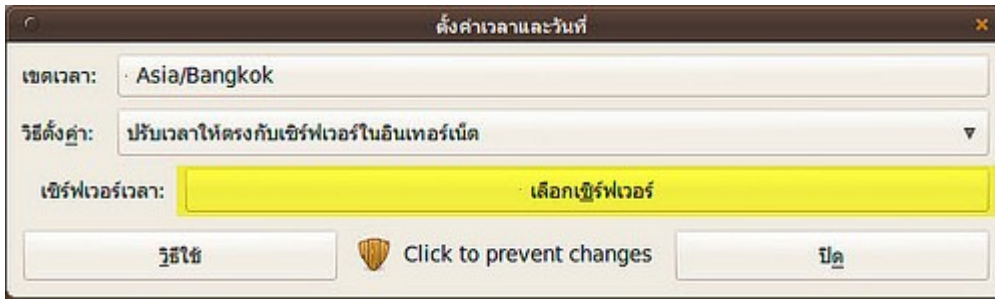 ตั้งค่าเวลาและวันที่
เขตเวลา: Asia/Bangkok
วิธีตั้งค่า: ปรับเวลาให้ตรงกับเซิร์ฟเวอร์ในอินเทอร์เน็ต
เซิร์ฟเวอร์เวลา: เลือกเซิร์ฟเวอร์
วิธีใช้ Click to prevent changes ปิด